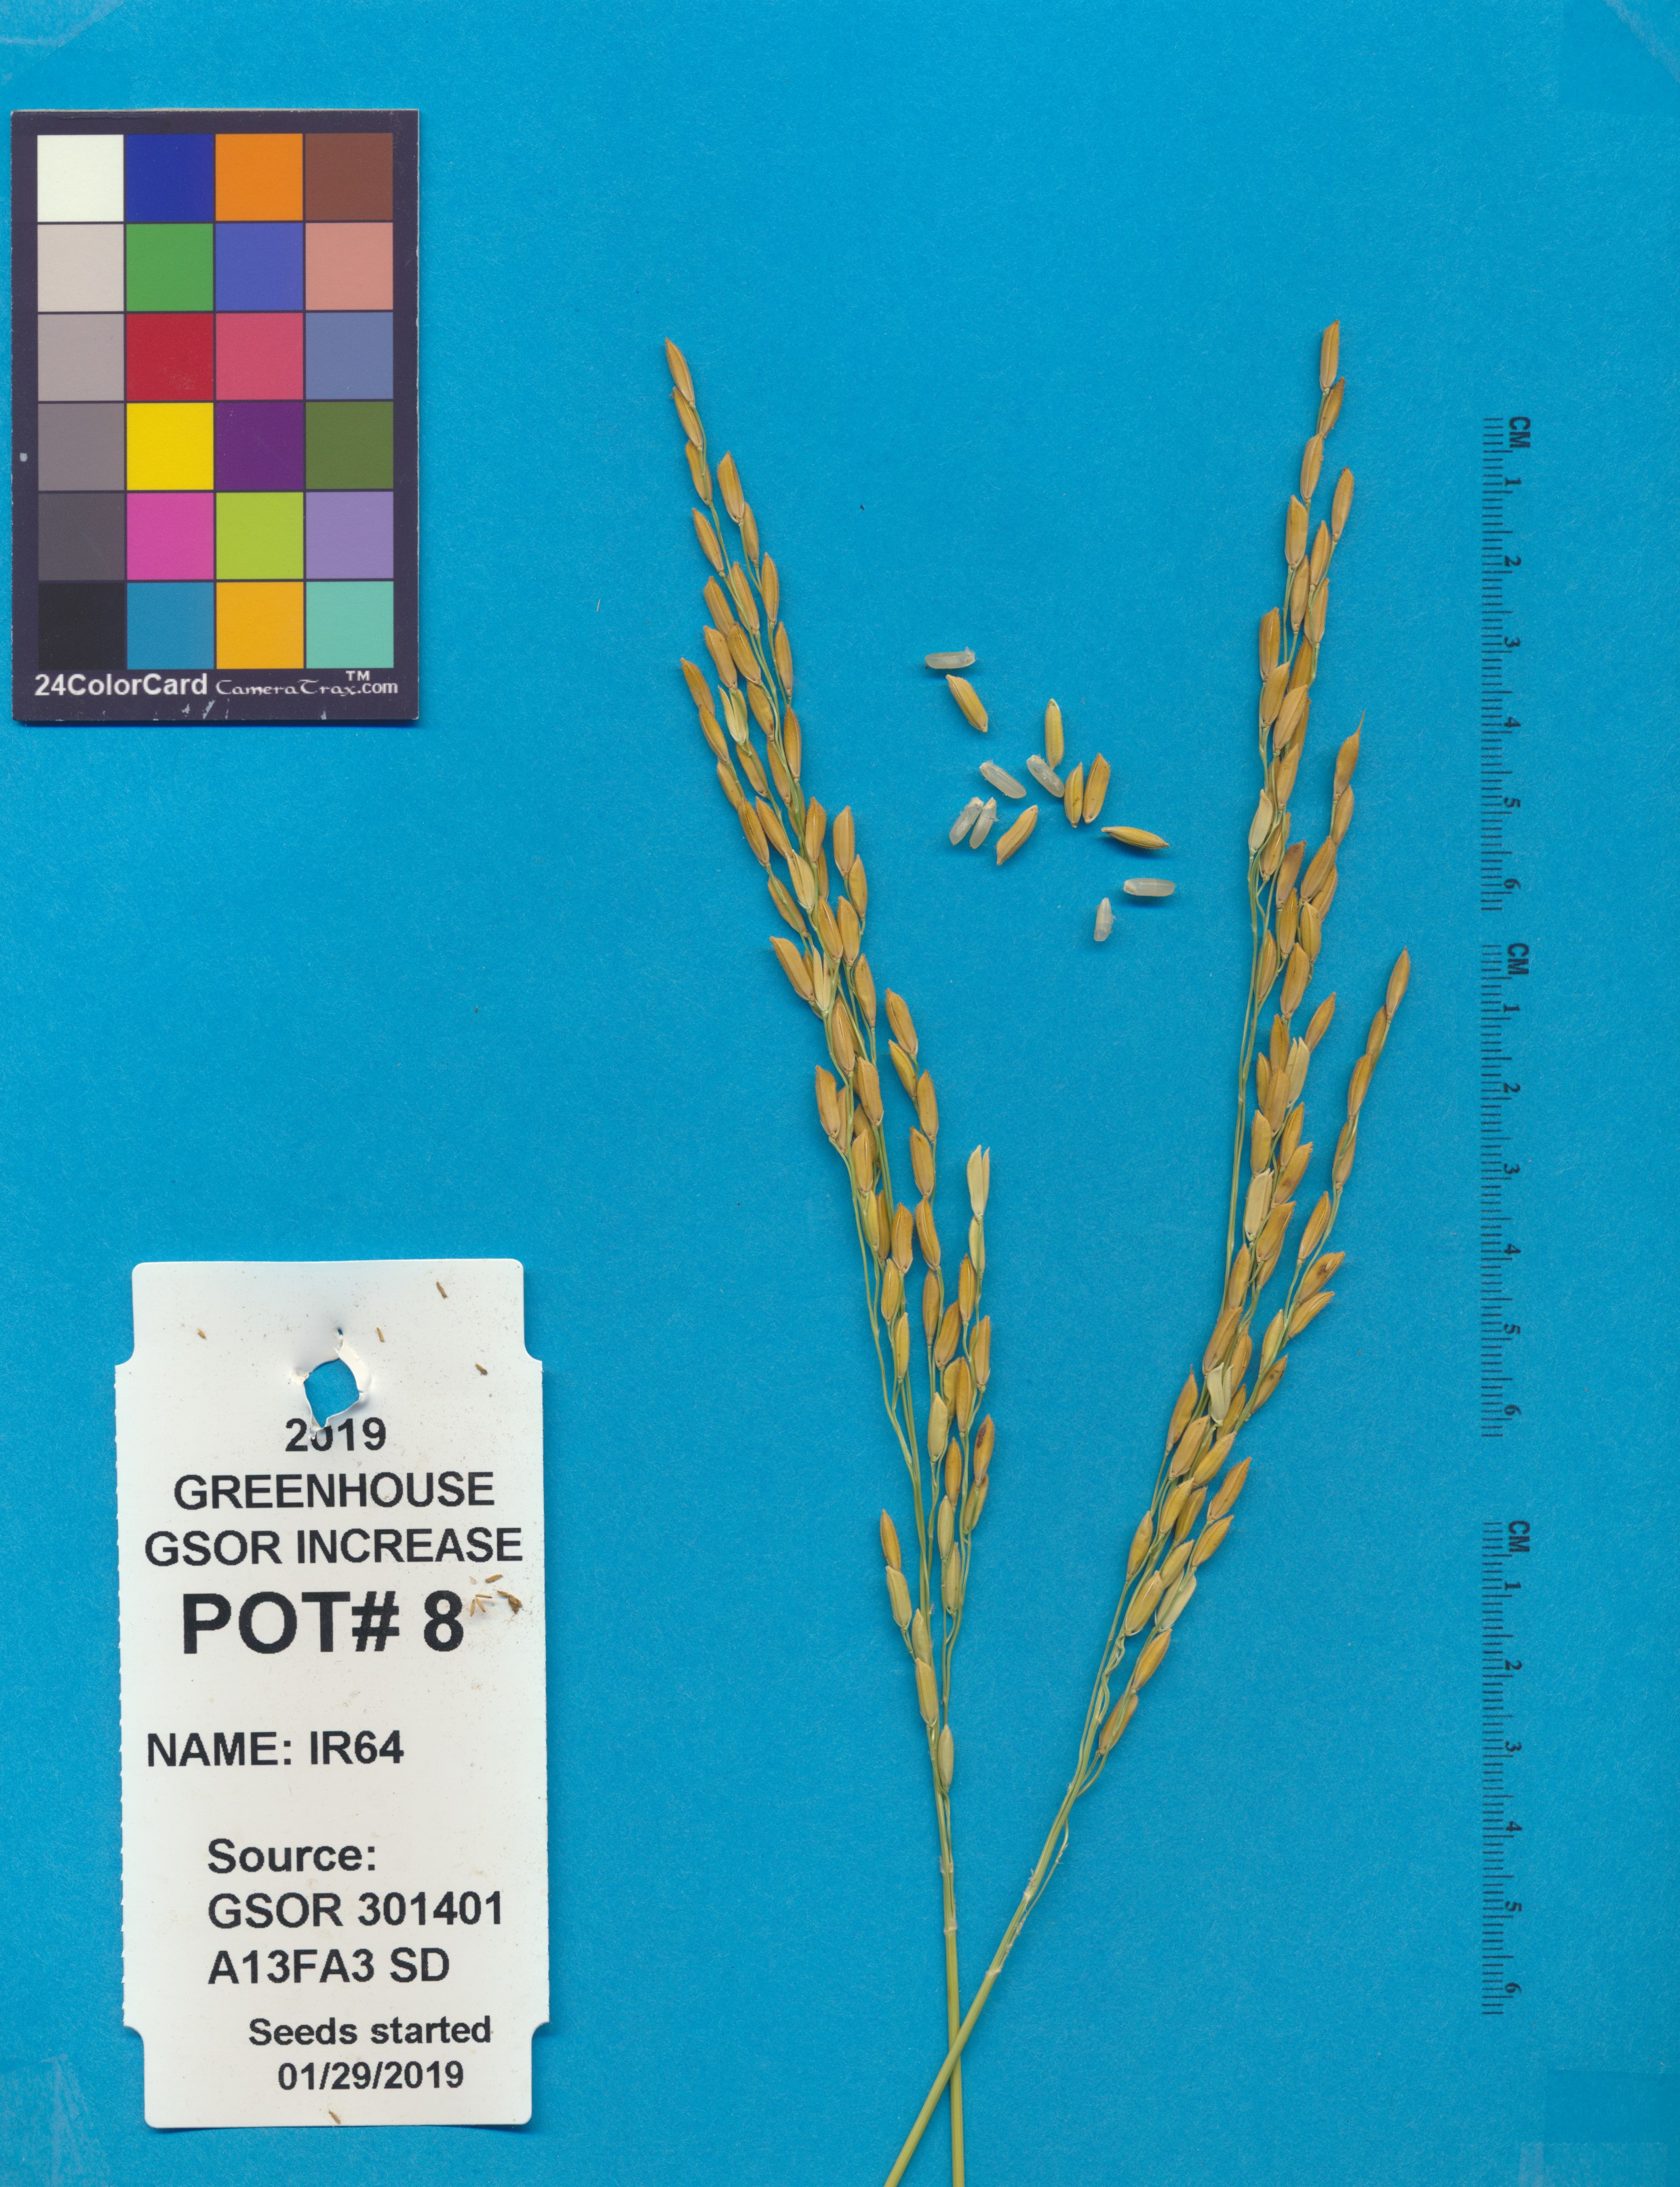 24ColorCard CameraTrax.com™
2019
GREENHOUSE
GSOR INCREASE
POT# 8
NAME: IR64
Source:
GSOR 301401
A13FA3 SD
Seeds started
01/29/2019
CM 1 2 3 4 5 6
CM 1 2 3 4 5 6
CM 1 2 3 4 5 6